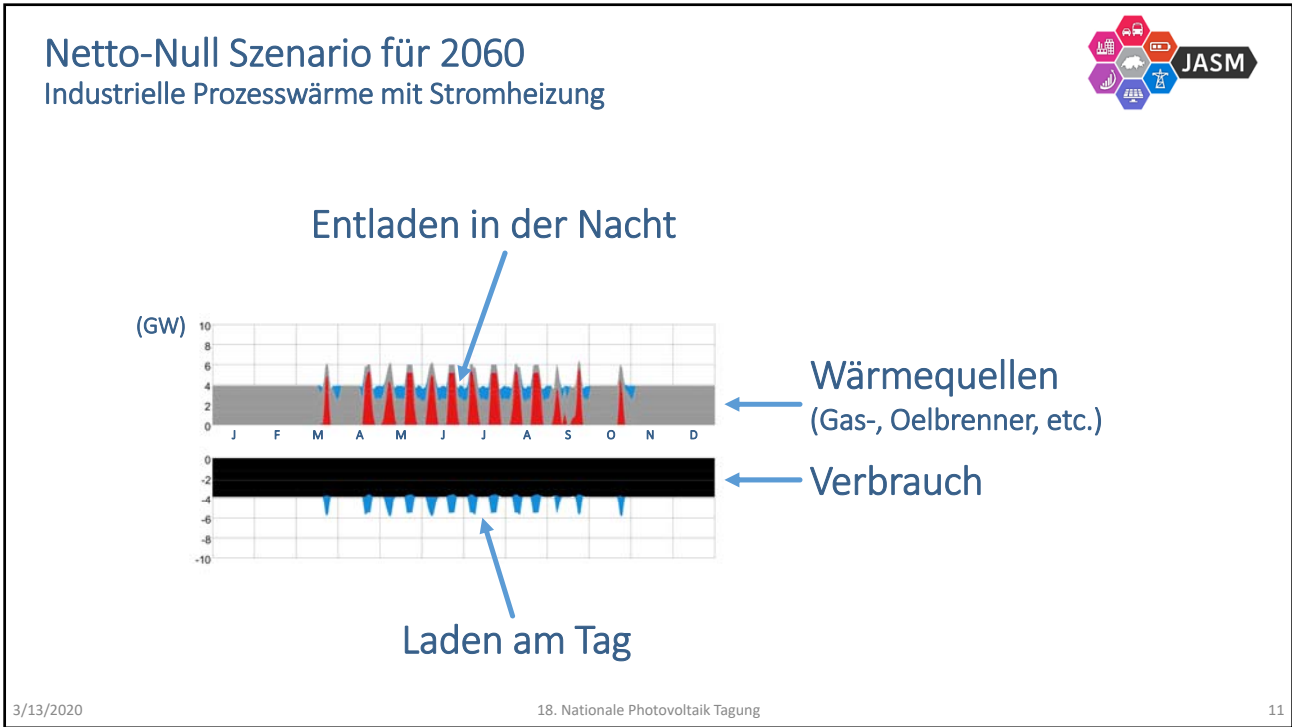 Netto-Null Szenario für 2060
Industrielle Prozesswärme mit Stromheizung
JASM
Entladen in der Nacht
(GW)
10
8
6
4
2
0
J F M A M J J A S O N D
0
-2
-4
-6
-8
-10
Wärmequellen
(Gas-, Oelbrenner, etc.)
Verbrauch
Laden am Tag
3/13/2020 18. Nationale Photovoltaik Tagung 11